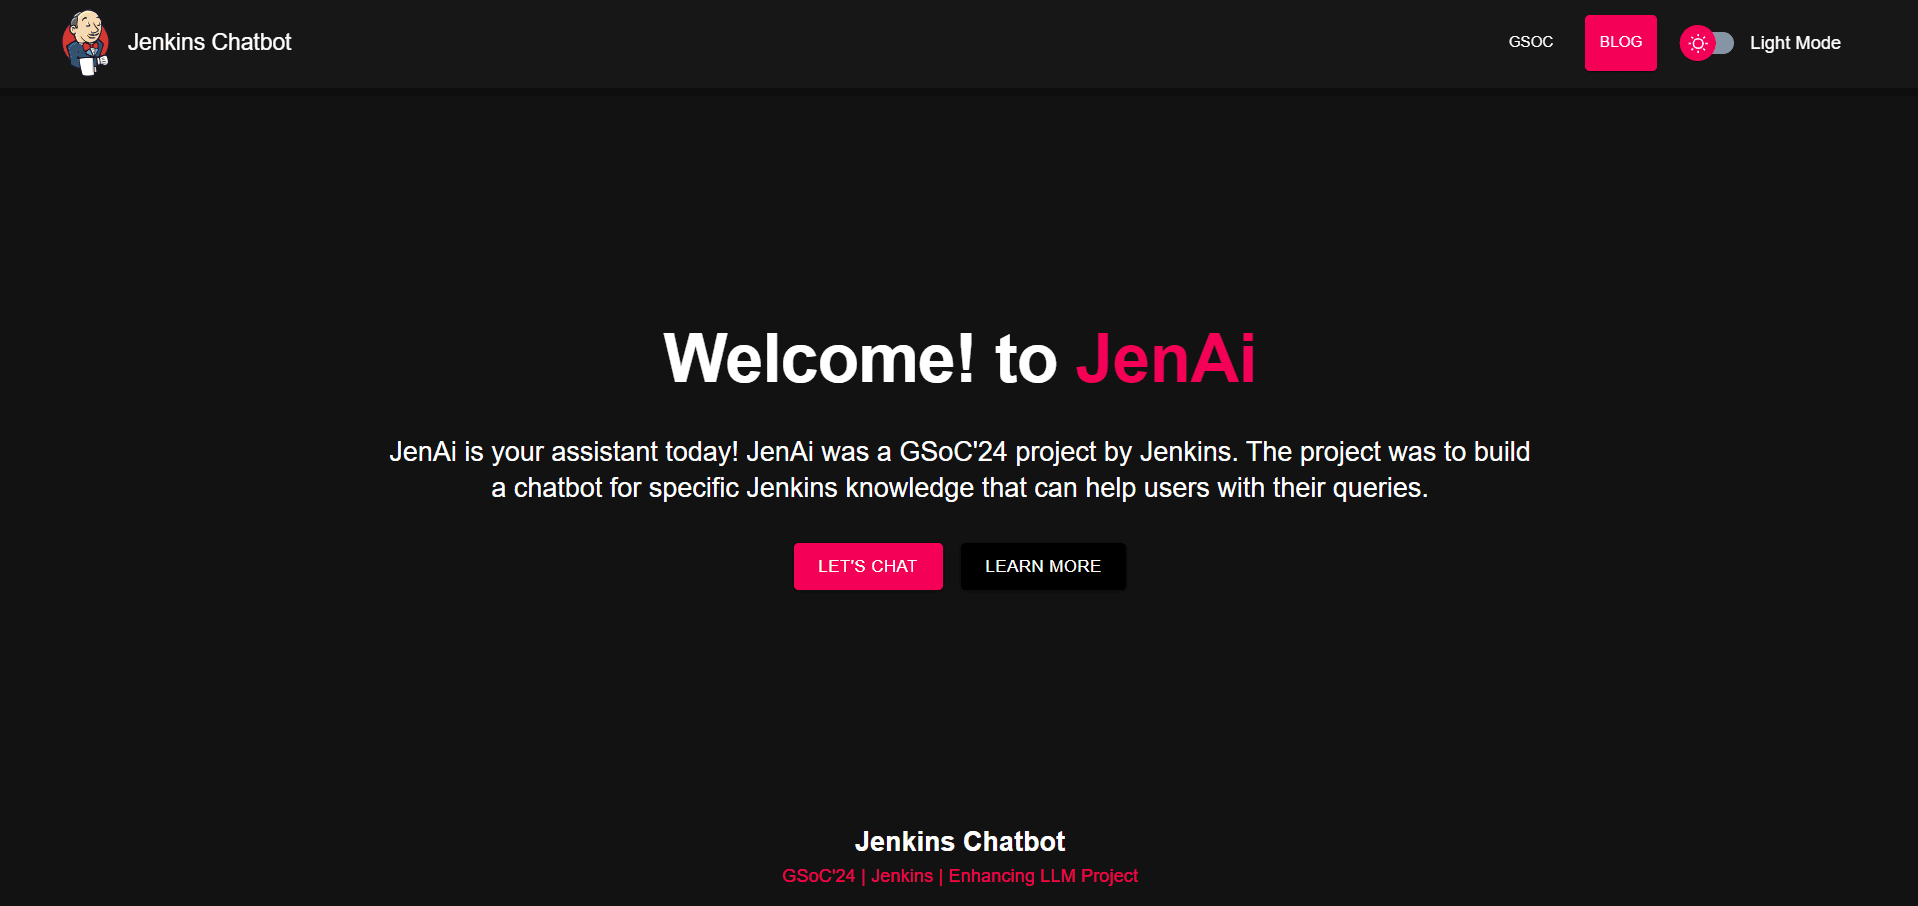 Jenkins Chatbot
GSOC
BLOG
Light Mode
Welcome! to JenAi
JenAi is your assistant today! JenAi was a GSoC'24 project by Jenkins. The project was to build
a chatbot for specific Jenkins knowledge that can help users with their queries.
LET'S CHAT
LEARN MORE
Jenkins Chatbot
GSoC'24 | Jenkins | Enhancing LLM Project